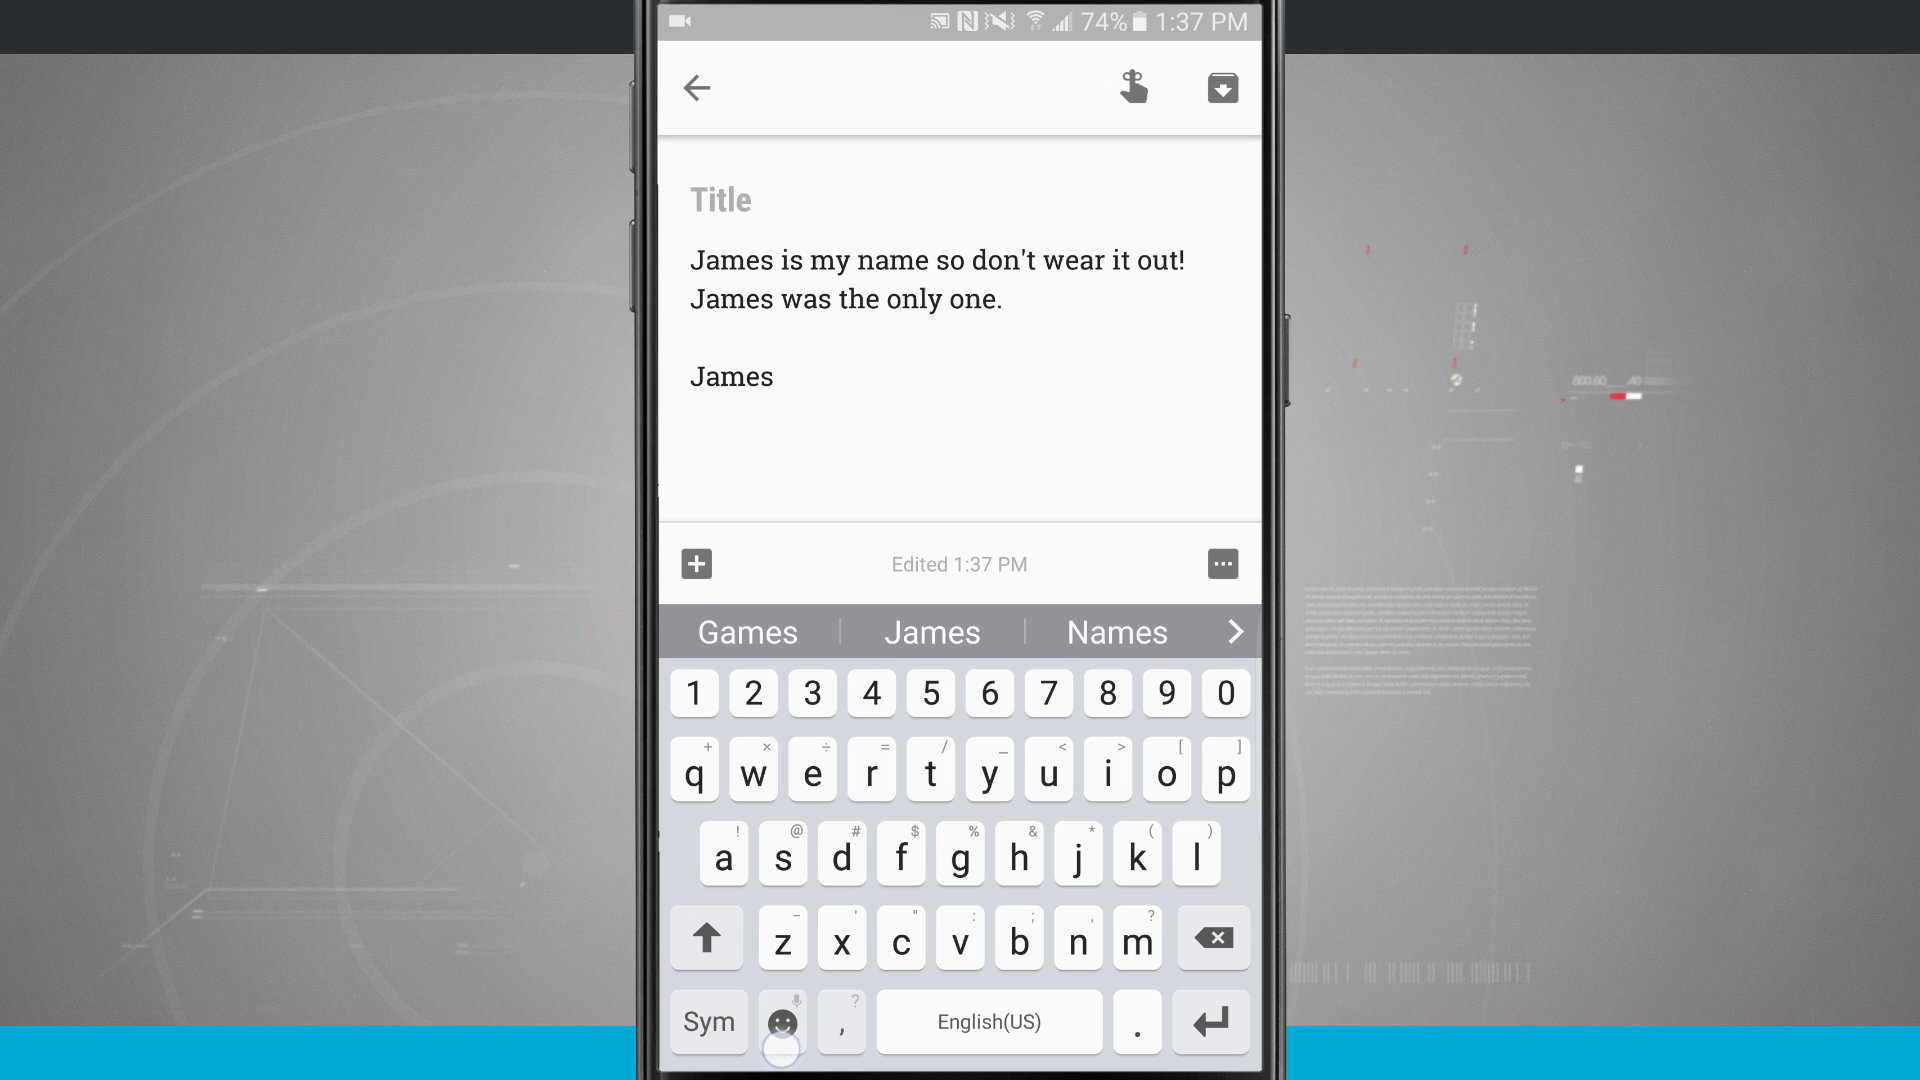 74% 1:37 PM
Title
James is my name so don't wear it out!
James was the only one.
James
Edited 1:37 PM
Games James Names
1 2 3 4 5 6 7 8 9 0
+ × ÷ = / _ < > [ ]
q w e r t y u i o p
! @ # $ % & * ( )
a s d f g h j k l
- ' " : ; , ?
z x c v b n m
?
Sym , English(US) .